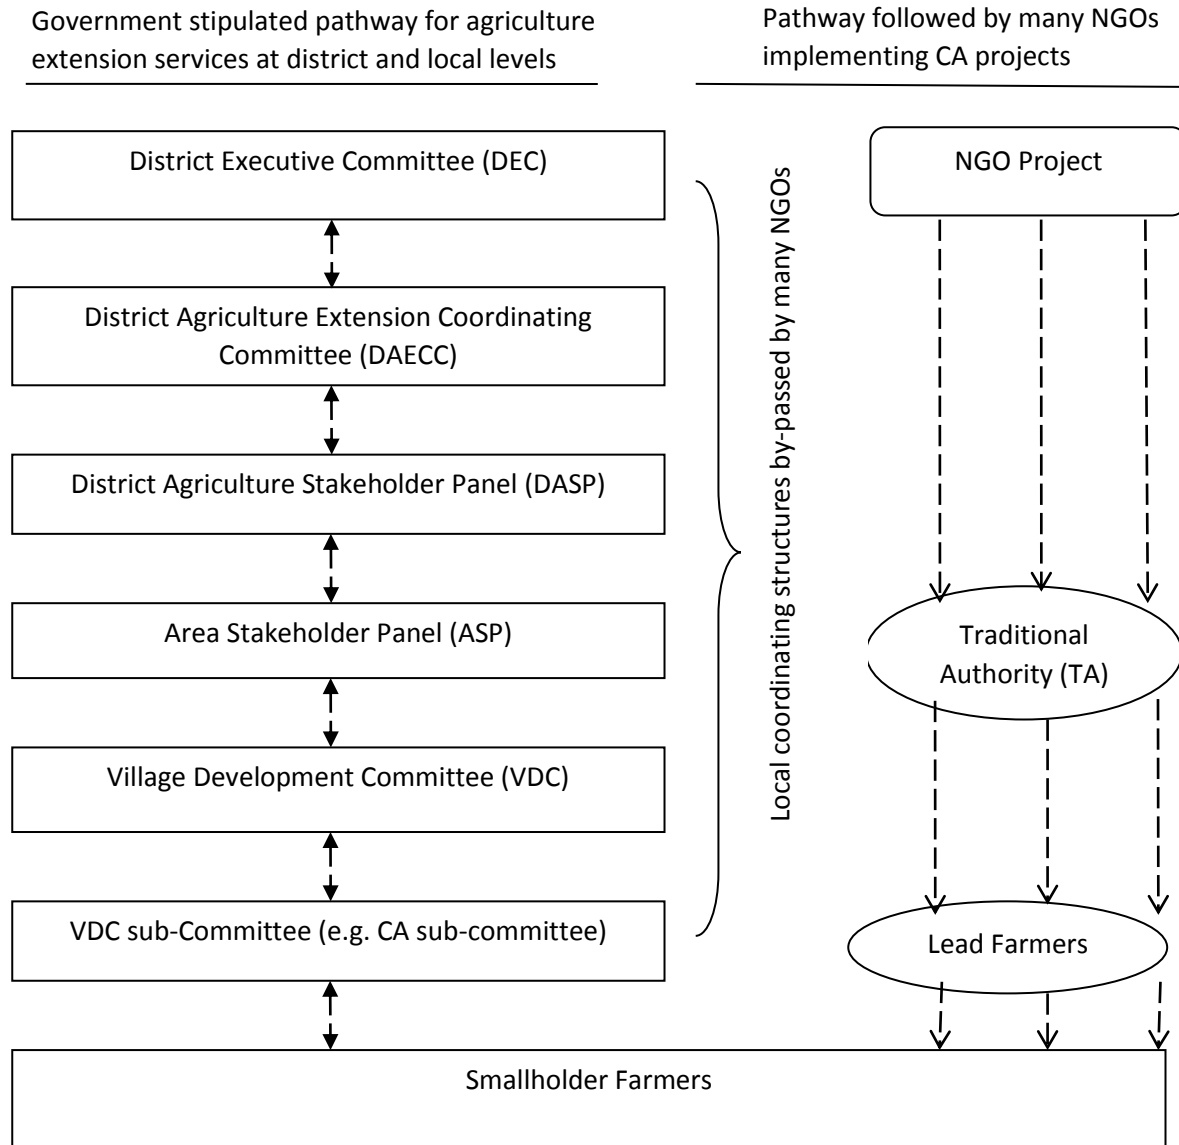 Government stipulated pathway for agriculture
extension services at district and local levels
Pathway followed by many NGOs
implementing CA projects
District Executive Committee (DEC)
District Agriculture Extension Coordinating
Committee (DAECC)
District Agriculture Stakeholder Panel (DASP)
Area Stakeholder Panel (ASP)
Village Development Committee (VDC)
VDC sub-Committee (e.g. CA sub-committee)
Local coordinating structures by-passed by many NGOs
NGO Project
Traditional
Authority (TA)
Lead Farmers
Smallholder Farmers